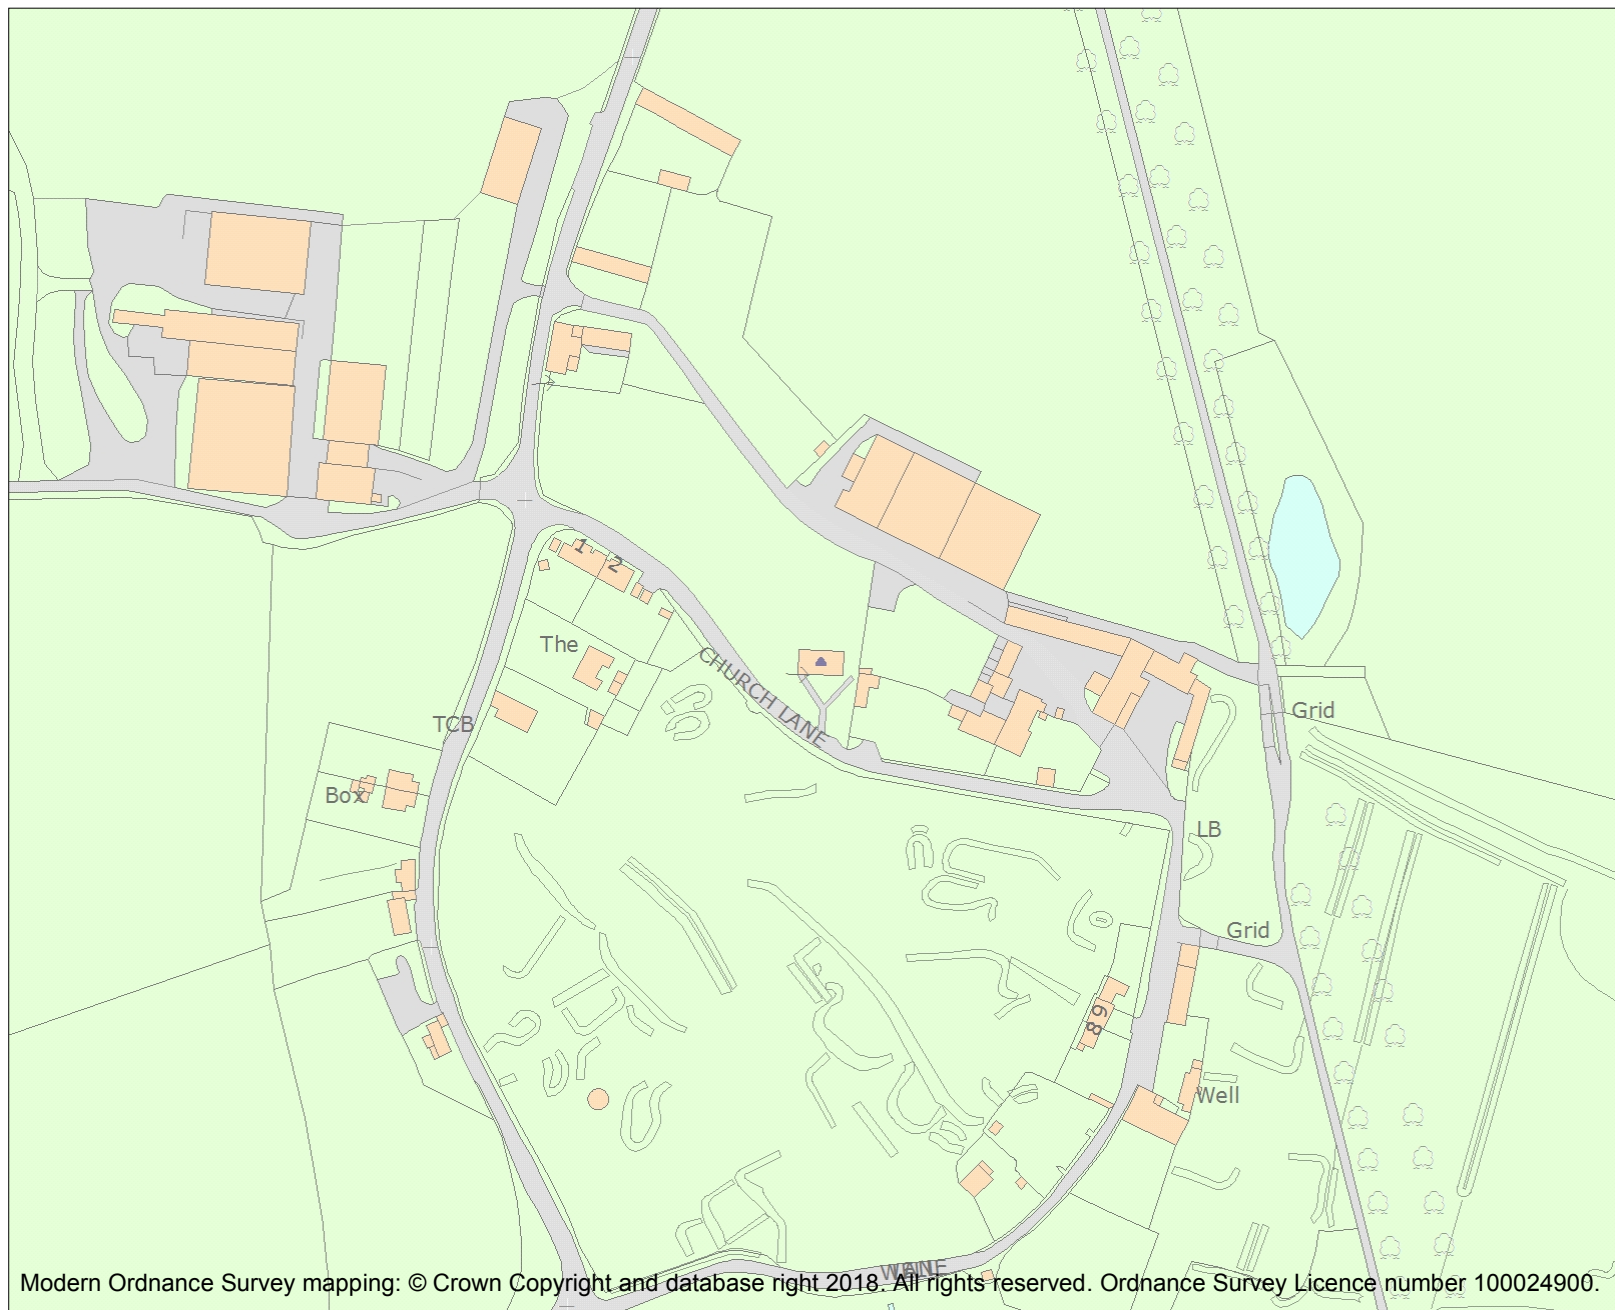 1
2
The
CHURCH LANE
TCB
Grid
Box
LB
Grid
8 9
Well
LANE
Modern Ordnance Survey mapping: © Crown Copyright and database right 2018. All rights reserved. Ordnance Survey Licence number 100024900.